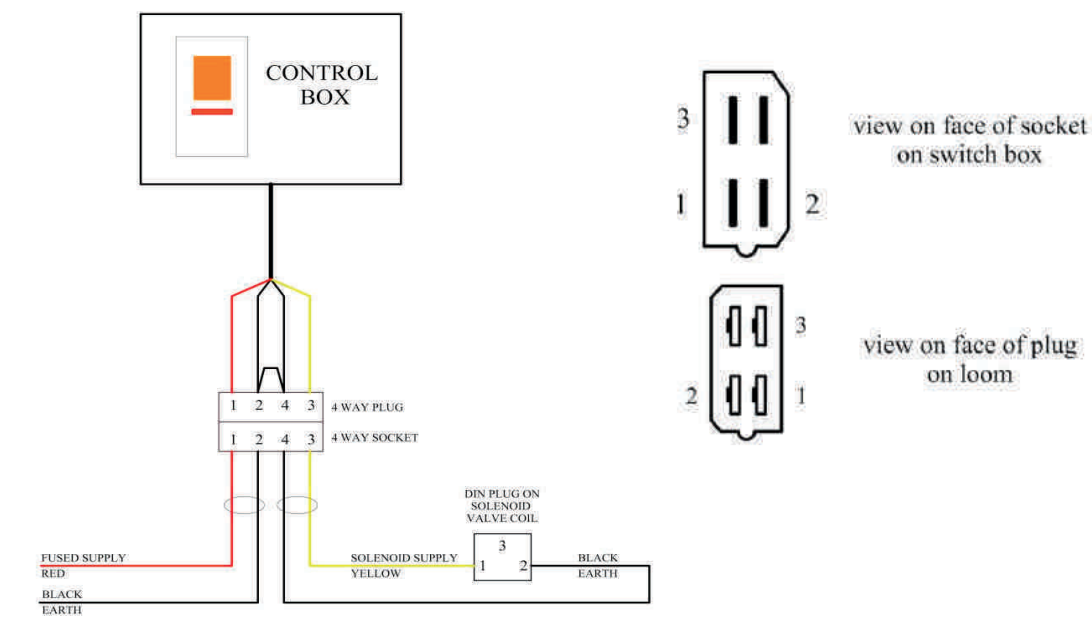 CONTROL
BOX
1 2 4 3 4 WAY PLUG
1 2 4 3 4 WAY SOCKET
DIN PLUG ON
SOLENOID
VALVE COIL
3
1 2
FUSED SUPPLY
RED
BLACK
EARTH
SOLENOID SUPPLY
YELLOW
BLACK
EARTH
3
1 2
view on face of socket
on switch box
3
2 1
view on face of plug
on loom